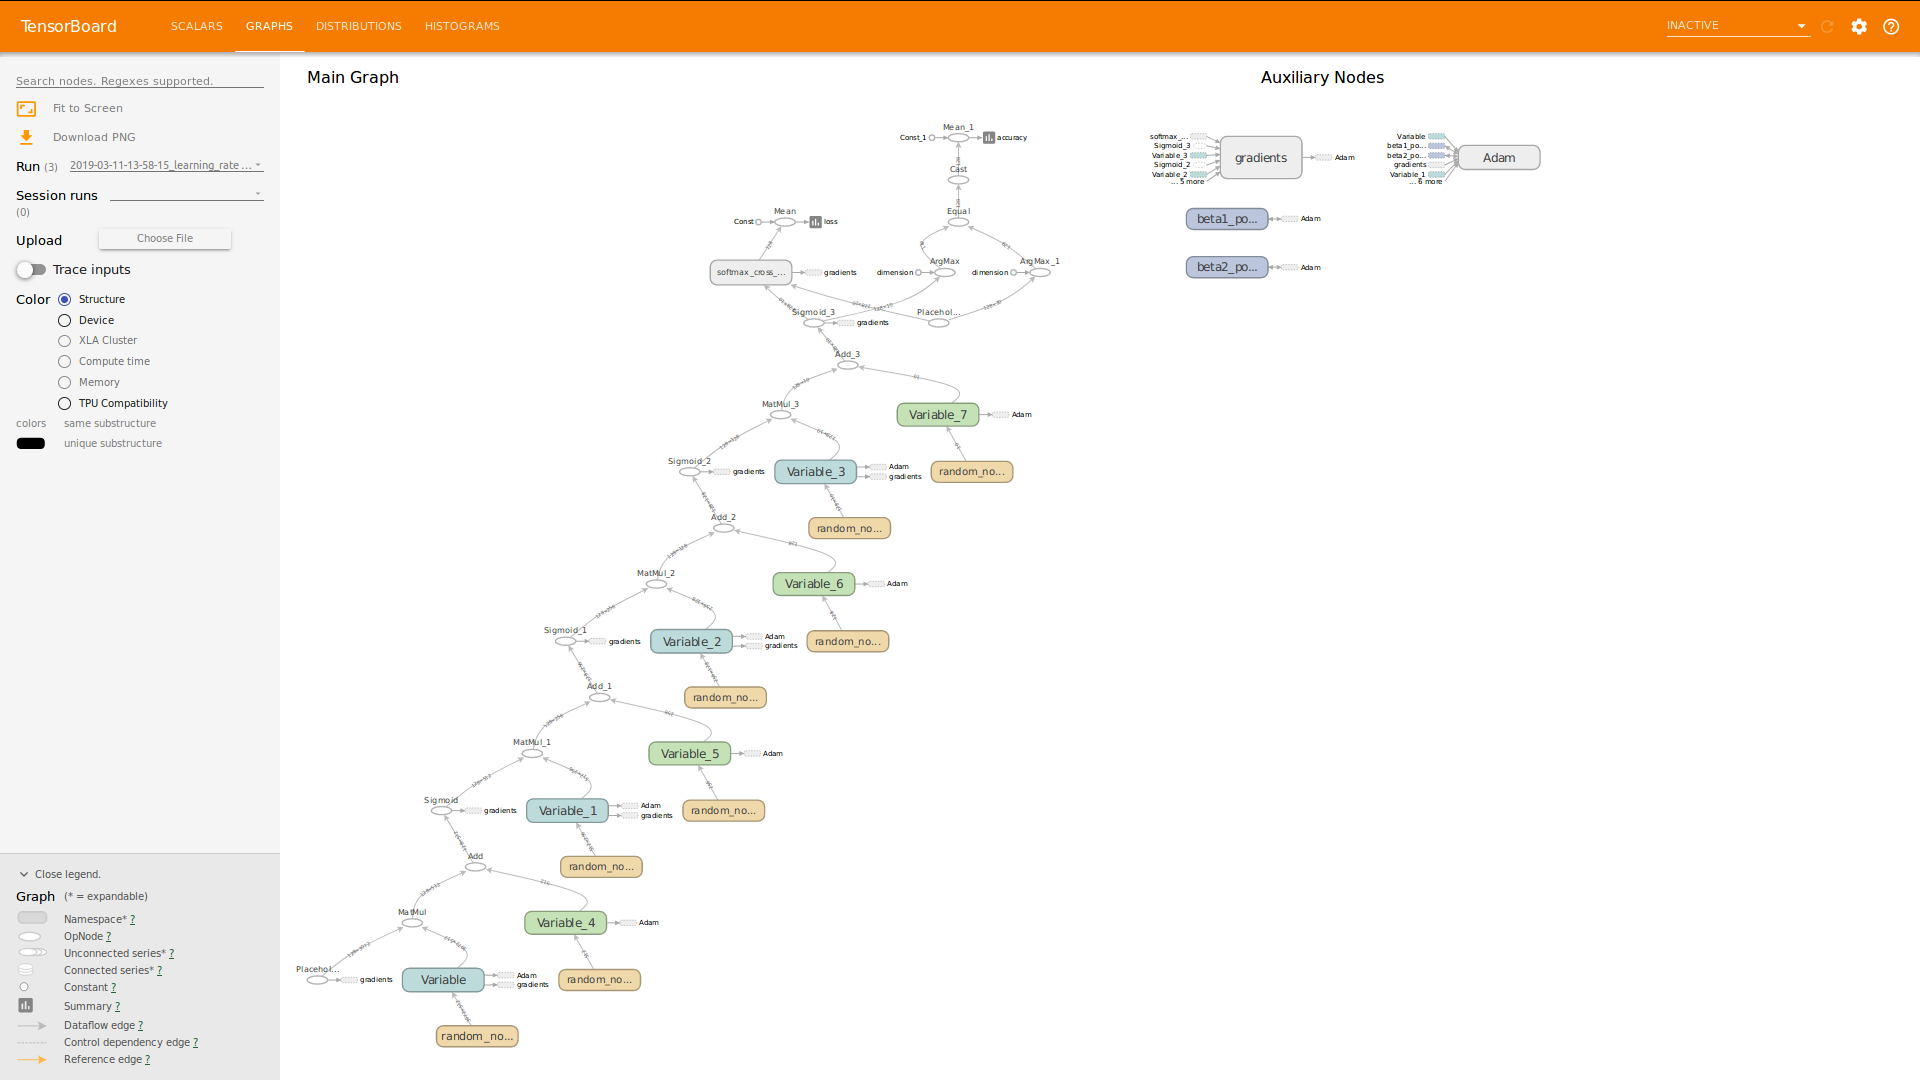 TensorBoard
SCALARS
GRAPHS
DISTRIBUTIONS
HISTOGRAMS
INACTIVE
Search nodes. Regexes supported.
Fit to Screen
Download PNG
Run (3) 2019-03-11-13-58-15_learning_rate ...
Session runs
(0)
Upload Choose File
Trace inputs
Color Structure
Device
XLA Cluster
Compute time
Memory
TPU Compatibility
colors same substructure
unique substructure
Close legend.
Graph (* = expandable)
Namespace* ?
OpNode ?
Unconnected series* ?
Connected series* ?
Constant ?
Summary ?
Dataflow edge ?
Control dependency edge ?
Reference edge ?
Main Graph
Mean_1
Const_1 accuracy
Cast
Mean
Equal
Const loss
ArgMax
ArgMax_1
softmax_cross_... gradients
dimension
dimension
Sigmoid_3
gradients
Placehol...
Add_3
MatMul_3
Variable_7 Adam
Sigmoid_2
gradients
Variable_3
Adam
gradients
random_no...
random_no...
Add_2
MatMul_2
Variable_6 Adam
Sigmoid_1
gradients
Variable_2
Adam
gradients
random_no...
random_no...
Add_1
MatMul_1
Variable_5 Adam
Sigmoid
gradients
Variable_1
Adam
gradients
random_no...
random_no...
Add
MatMul
Variable_4 Adam
Placehol...
gradients
Variable
Adam
gradients
random_no...
random_no...
Auxiliary Nodes
softmax_...
Sigmoid_3
Variable_3
Sigmoid_2
Variable_2
... 5 more
gradients
Adam
Variable
beta1_po...
beta2_po...
gradients
Variable_1
... 6 more
Adam
beta1_po... Adam
beta2_po... Adam